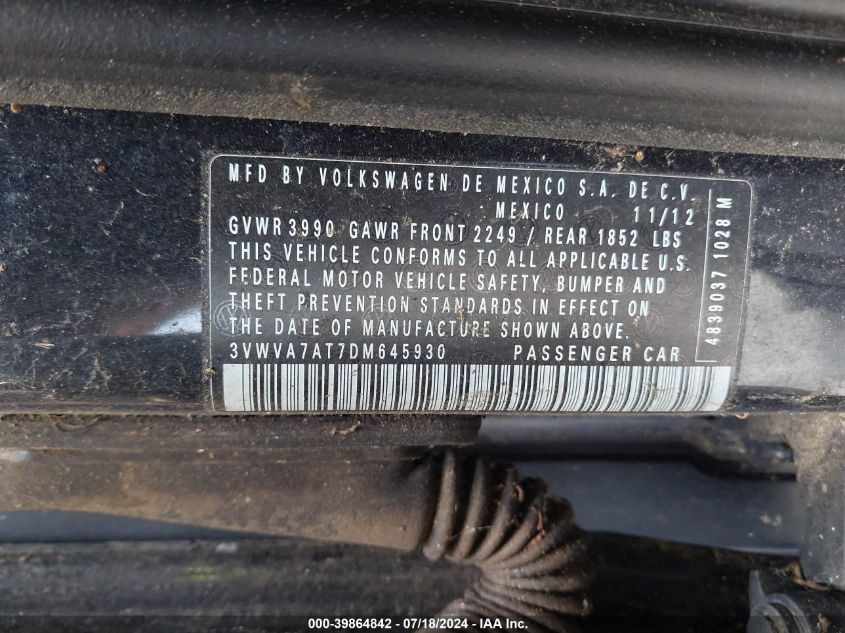 MFD BY VOLKSWAGEN DE MEXICO S.A. DE C.V.
MEXICO 11/12
GVWR 3990 GAWR FRONT 2249 / REAR 1852 LBS
THIS VEHICLE CONFORMS TO ALL APPLICABLE U.S.
FEDERAL MOTOR VEHICLE SAFETY, BUMPER AND
THEFT PREVENTION STANDARDS IN EFFECT ON
THE DATE OF MANUFACTURE SHOWN ABOVE.
3VWVA7AT7DM645930 PASSENGER CAR
4839037 1028 M
000-39864842 - 07/18/2024 - IAA Inc.